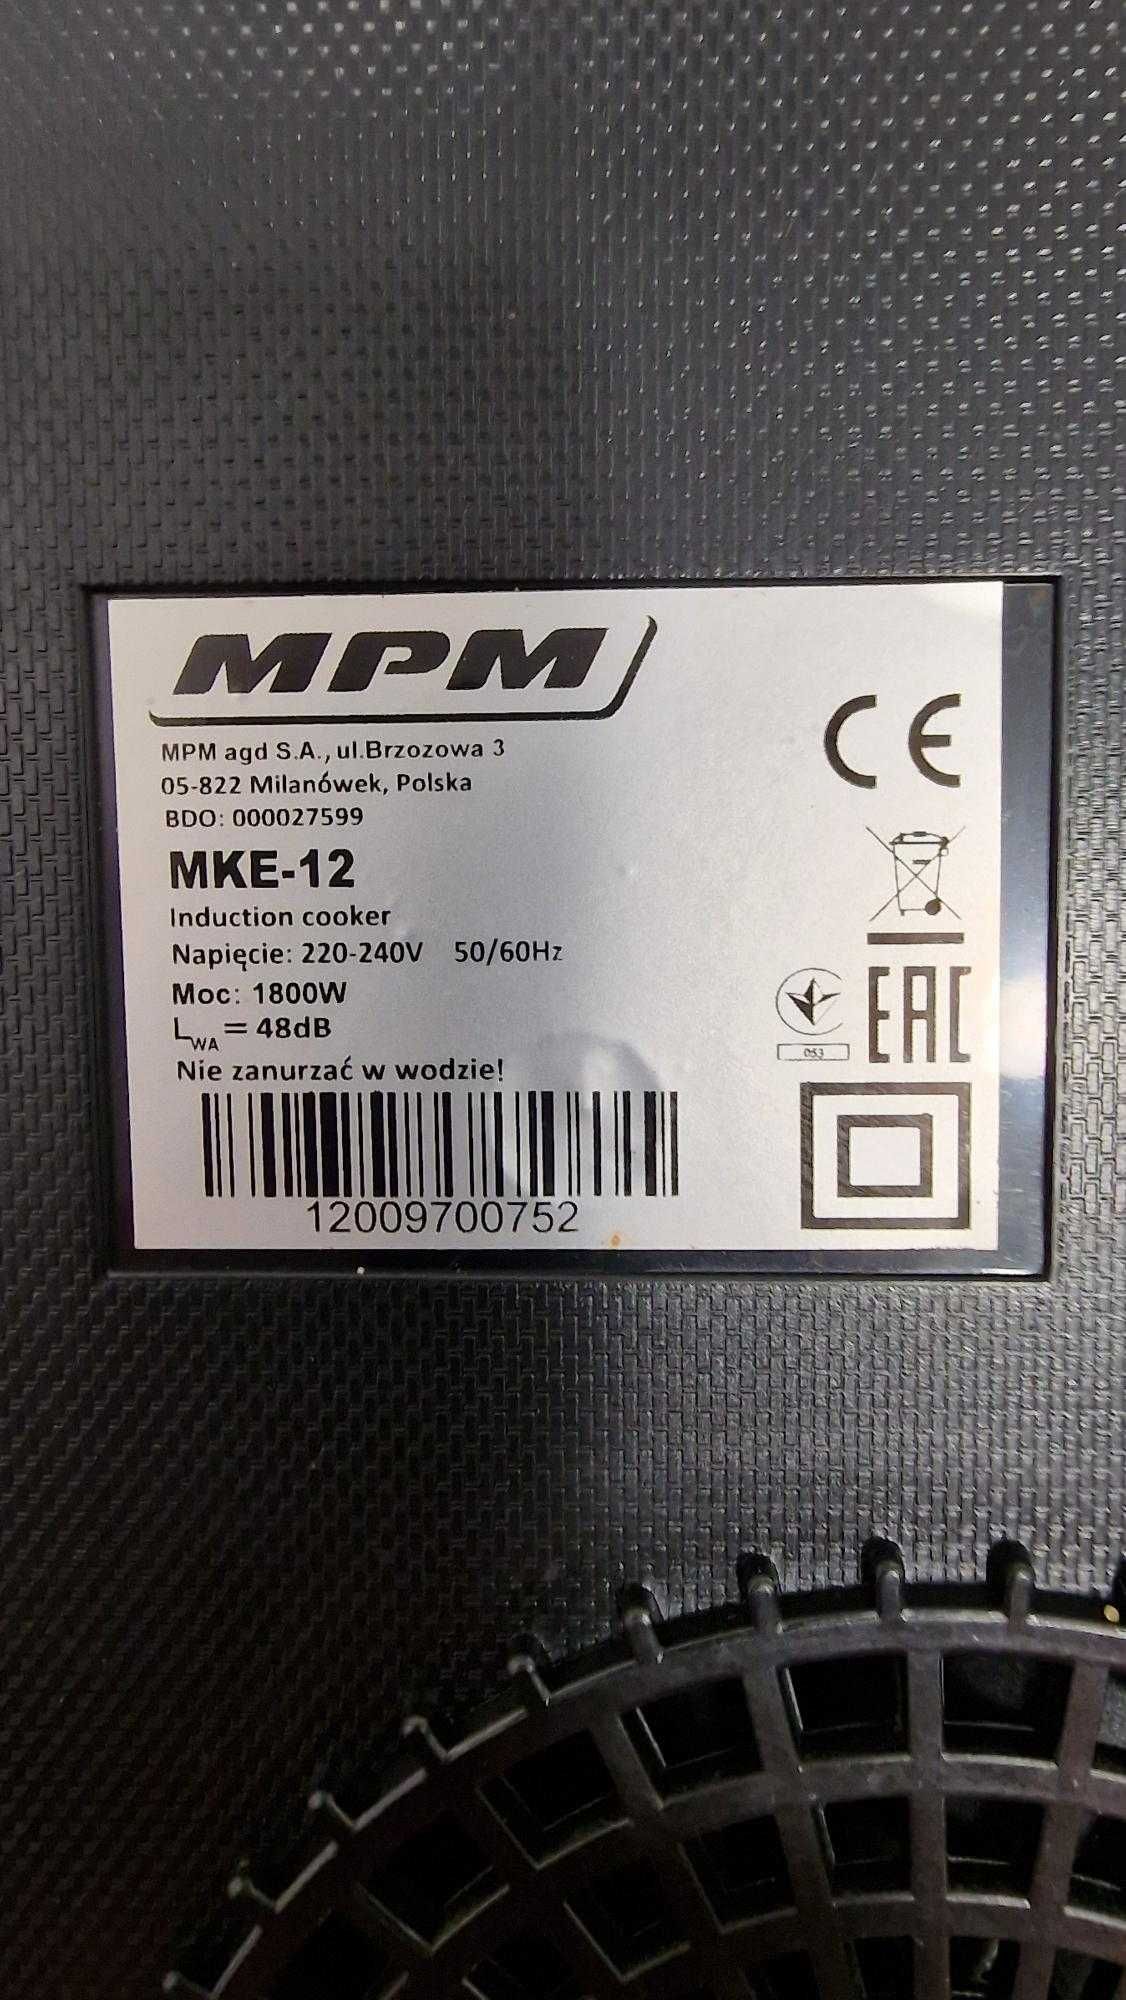 MPM
MPM agd S.A., ul.Brzozowa 3
05-822 Milanówek, Polska
BDO: 000027599
MKE-12
Induction cooker
Napięcie: 220-240V 50/60Hz
Moc: 1800W
LWA = 48dB
Nie zanurzać w wodzie!
12009700752
CE
EAC
053